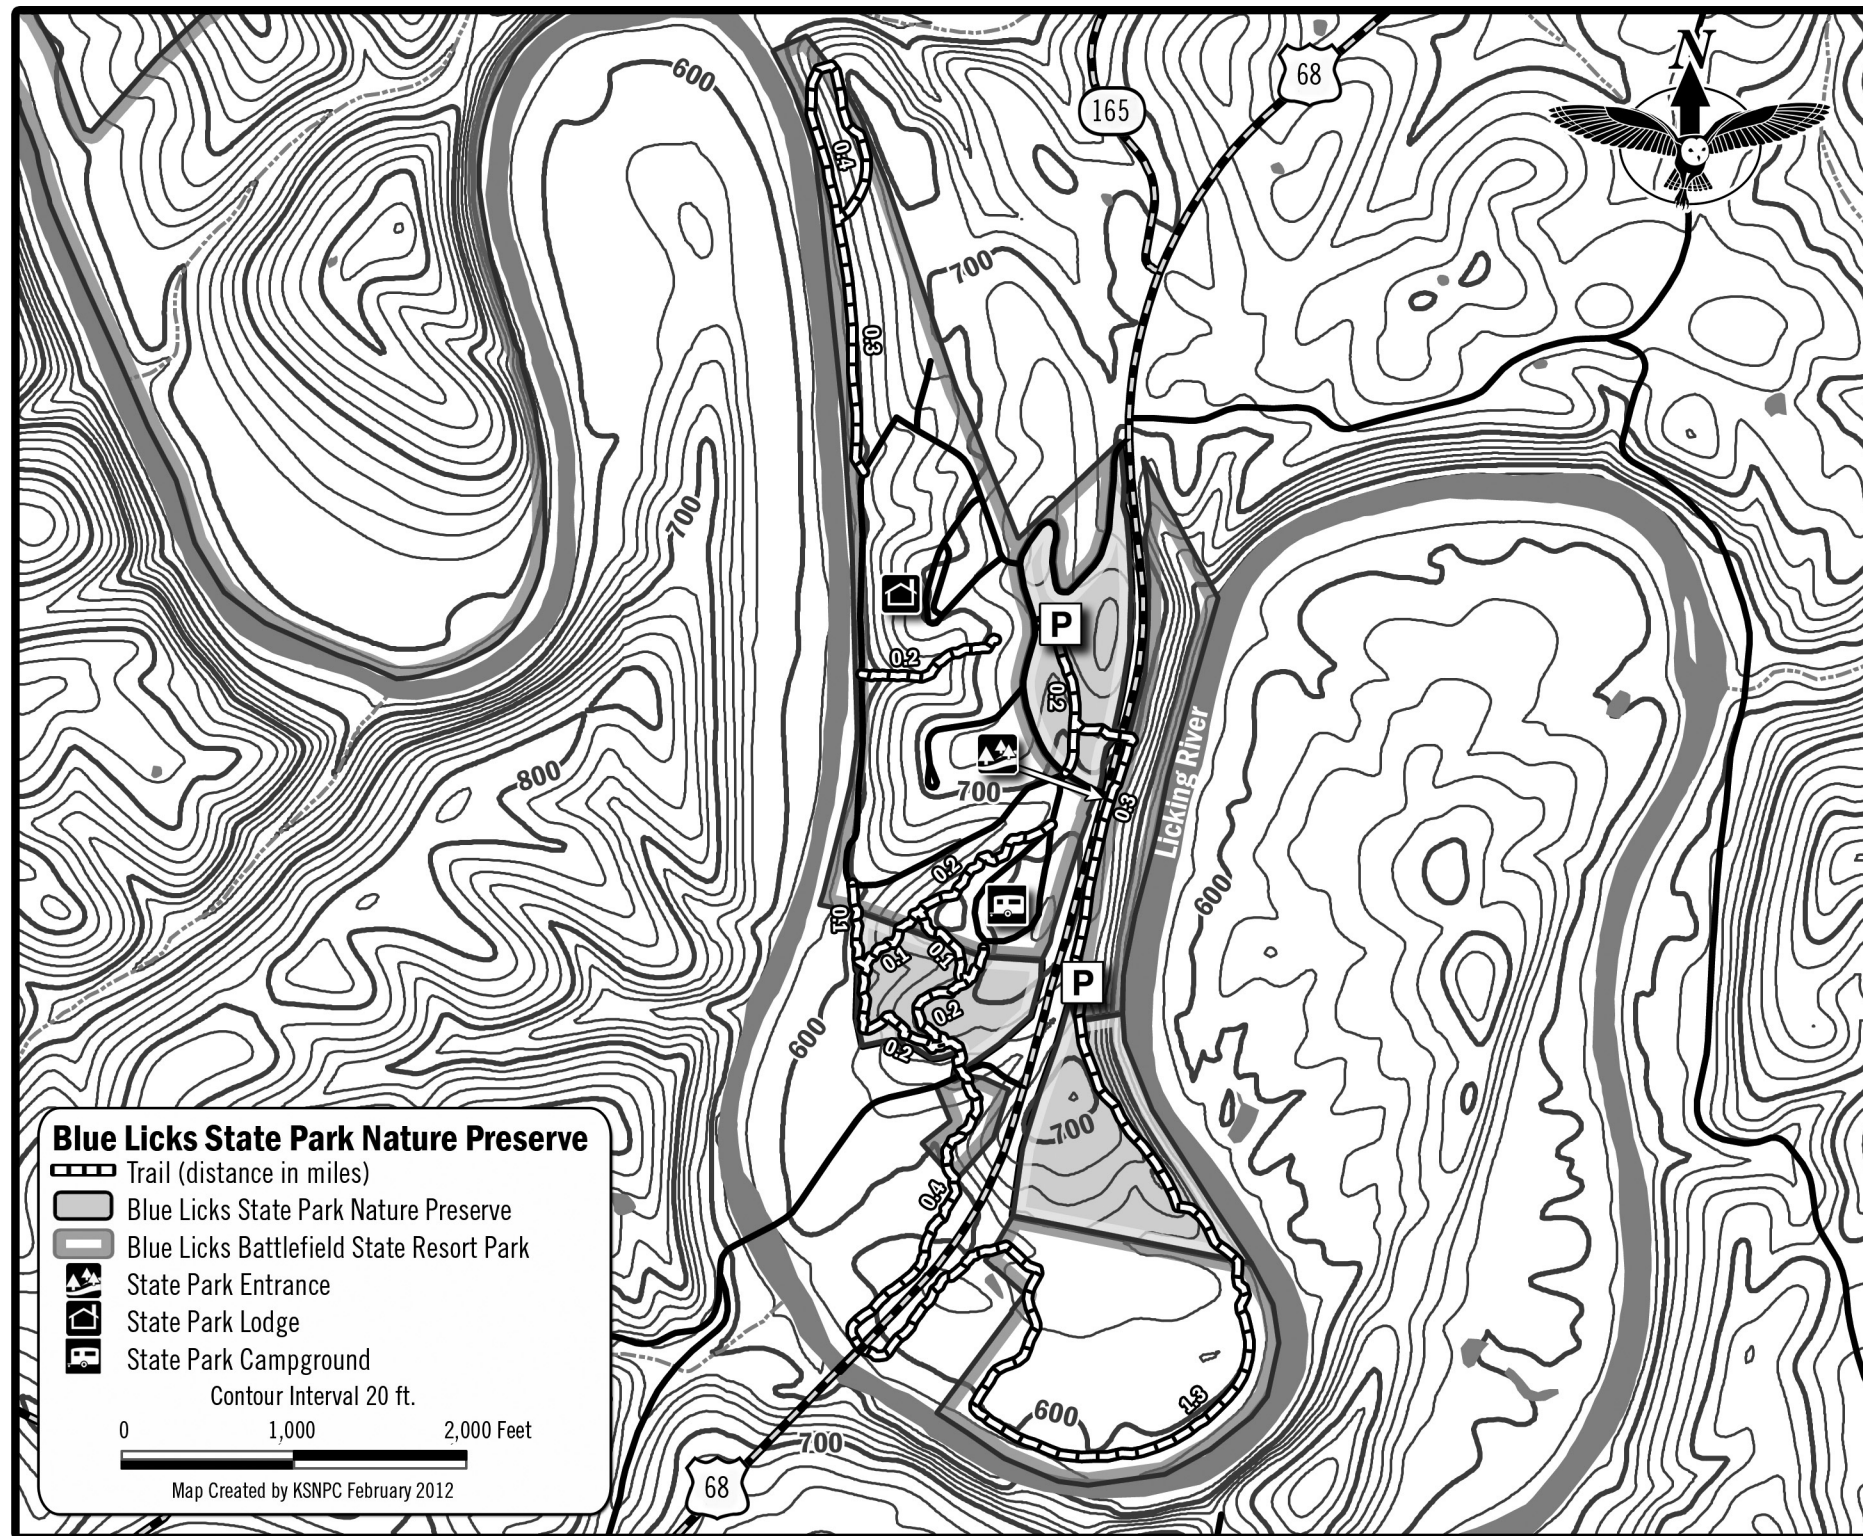 N
68
165
600
0.4
700
0.3
700
0.2
0.2
Licking River
800
700
0.3
0.2
600
0.1
0.1
0.1
0.2
0.2
600
P
P
700
0.4
1.3
600
700
68
Blue Licks State Park Nature Preserve
Trail (distance in miles)
Blue Licks State Park Nature Preserve
Blue Licks Battlefield State Resort Park
State Park Entrance
State Park Lodge
State Park Campground
Contour Interval 20 ft.
0 1,000 2,000 Feet
Map Created by KSNPC February 2012